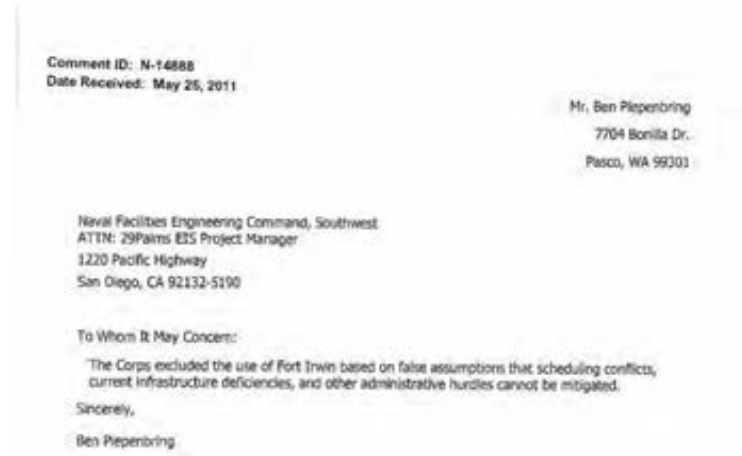 Comment ID: N-14688
Date Received: May 25, 2011
Mr. Ben Piepenbring
7704 Bonilla Dr.
Pasco, WA 99301
Naval Facilities Engineering Command, Southwest
ATTN: 29Palms EIS Project Manager
1220 Pacific Highway
San Diego, CA 92132-5190
To Whom It May Concern:
The Corps excluded the use of Fort Irwin based on false assumptions that scheduling conflicts,
current infrastructure deficiencies, and other administrative hurdles cannot be mitigated.
Sincerely,
Ben Piepenbring